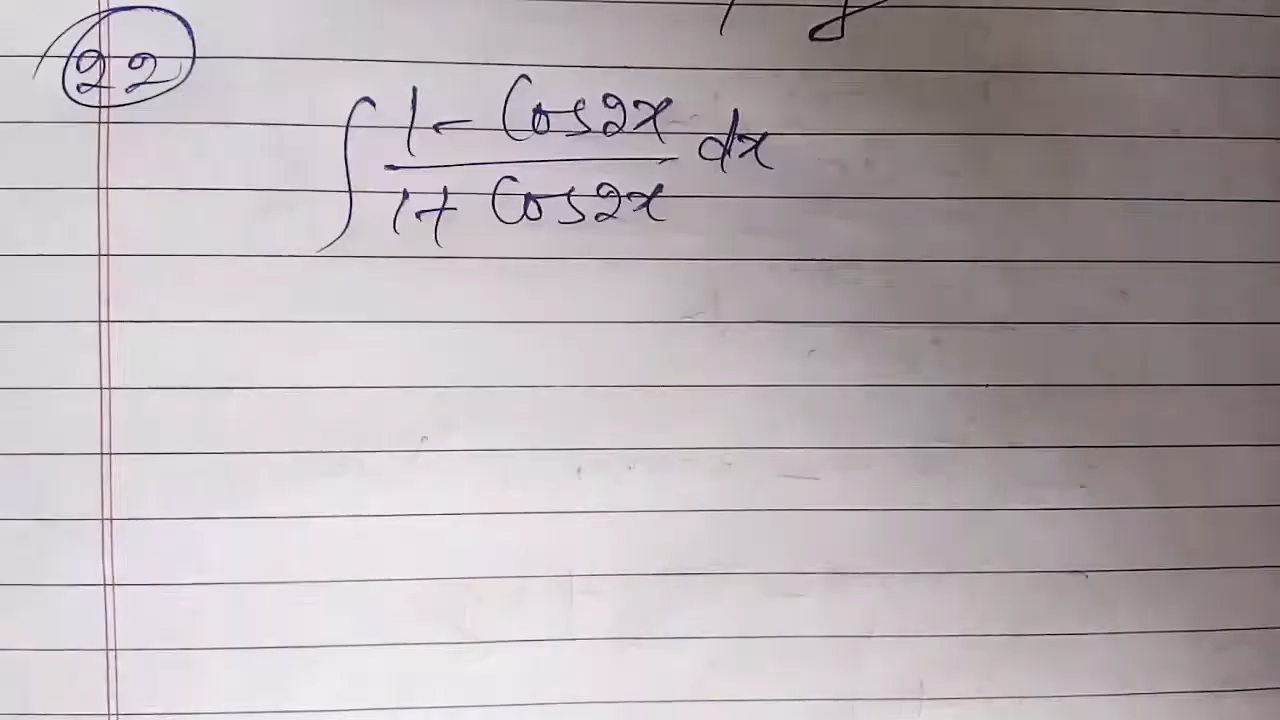 22
∫ 1 - Cos2x / 1 + Cos2x dx